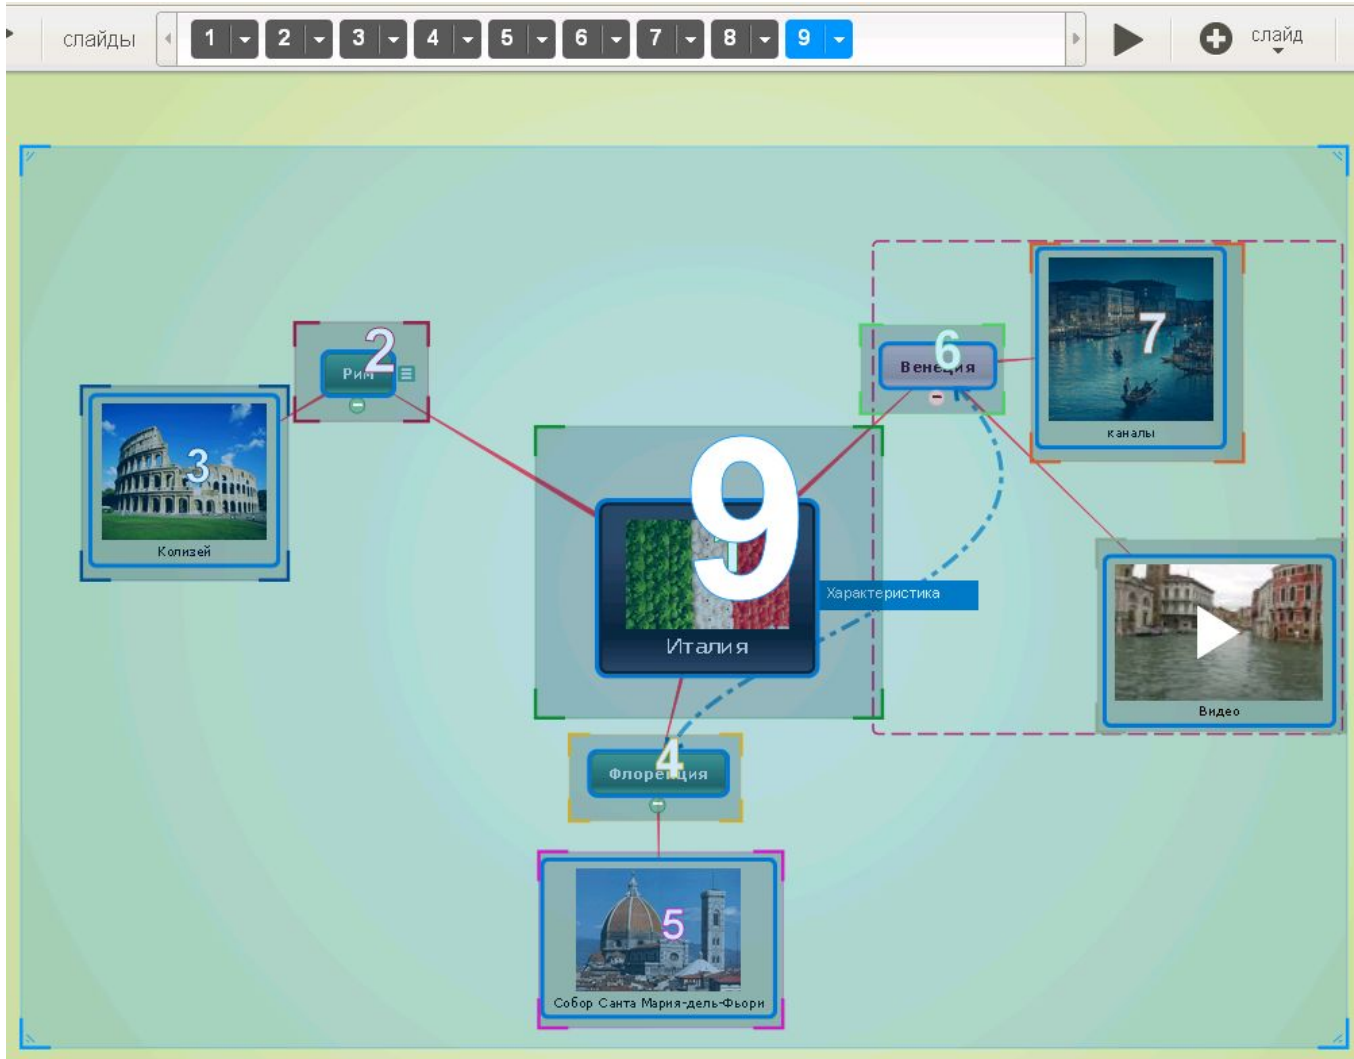 слайды
1 2 3 4 5 6 7 8 9
слайд
7
2
6
Рим
Венеция
каналы
3
9
Колизей
Характеристика
Италия
Видео
4
Флоренция
5
Собор Санта Мария-дель-Фьори